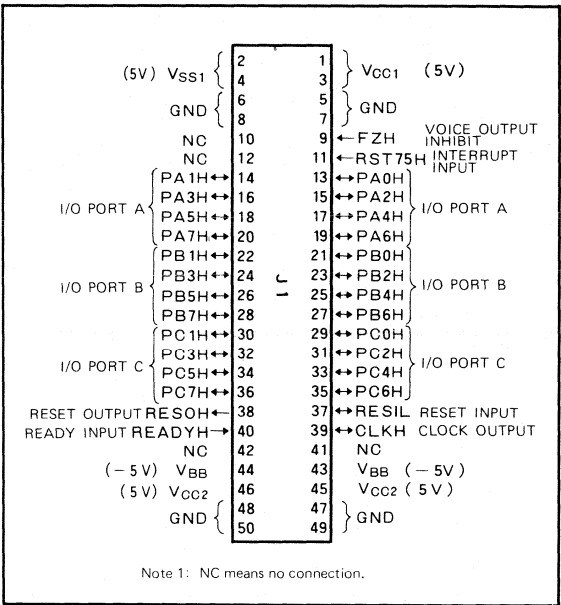 2 1
(5V) VSS1 { } VCC1 (5V)
4 3
6 5
GND { } GND
8 7
VOICE OUTPUT
NC 10 9 ←FZH INHIBIT
NC 12 11 ←RST75H INTERRUPT
INPUT
PA1H↔ 14 13 ↔PA0H
PA3H↔ 16 15 ↔PA2H
I/O PORT A I/O PORT A
PA5H↔ 18 17 ↔PA4H
PA7H↔ 20 19 ↔PA6H
PB1H↔ 22 21 ↔PB0H
PB3H↔ 24 23 ↔PB2H
I/O PORT B J1 I/O PORT B
PB5H↔ 26 25 ↔PB4H
PB7H↔ 28 27 ↔PB6H
PC1H↔ 30 29 ↔PC0H
PC3H↔ 32 31 ↔PC2H
I/O PORT C I/O PORT C
PC5H↔ 34 33 ↔PC4H
PC7H↔ 36 35 ↔PC6H
RESET OUTPUT RESOH← 38 37 ↔RESIL RESET INPUT
READY INPUT READYH→ 40 39 ↔CLKH CLOCK OUTPUT
NC 42 41 NC
(−5V) VBB 44 43 VBB (−5V)
(5V) VCC2 46 45 VCC2 (5V)
48 47
GND { } GND
50 49
Note 1: NC means no connection.